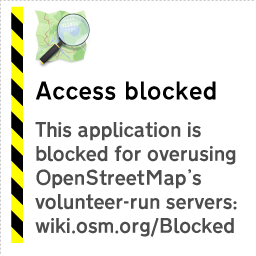 Access blocked
This application is
blocked for overusing
OpenStreetMap's
volunteer-run servers:
wiki.osm.org/Blocked